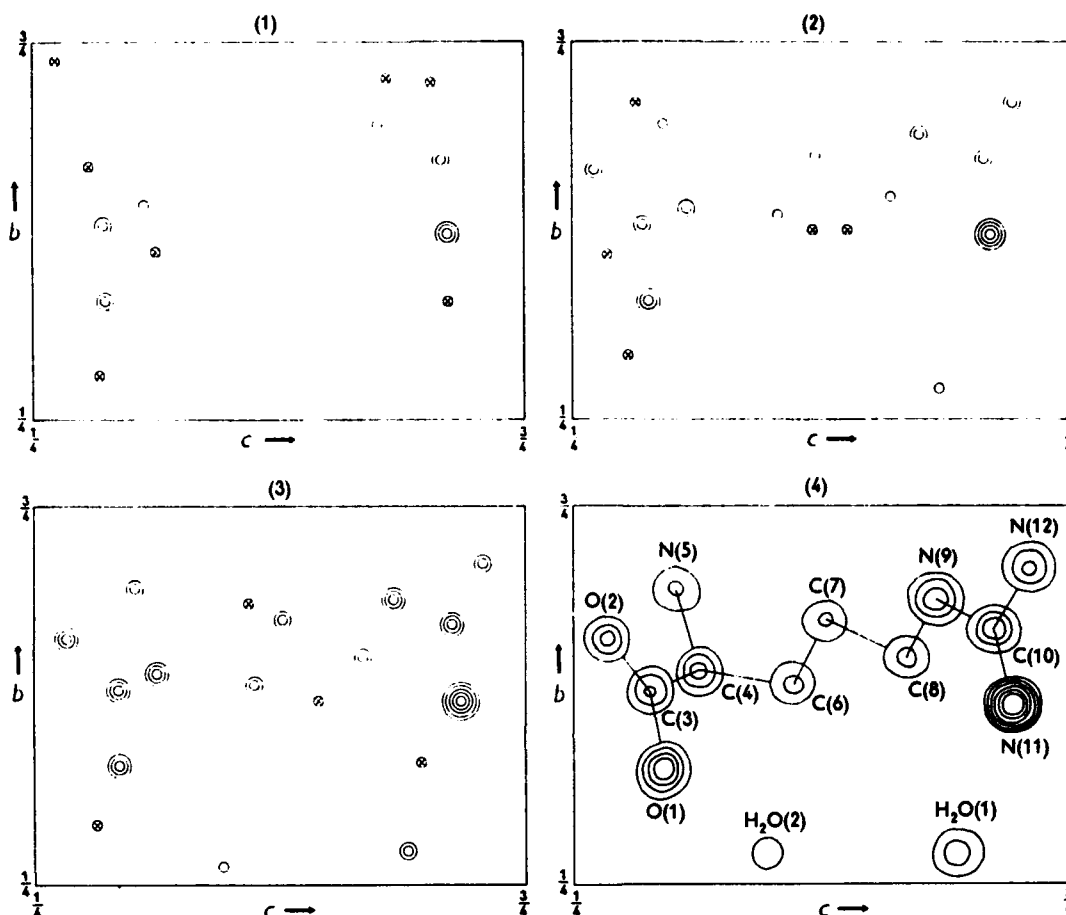 (1)
3/4
b
1/4
1/4
c
3/4
(2)
3/4
b
1/4
1/4
c
(3)
3/4
b
1/4
1/4
c
3/4
(4)
3/4
N(12)
N(5)
N(9)
C(7)
O(2)
C(10)
C(8)
C(4)
C(6)
C(3)
N(11)
b
O(1)
H₂O(2)
H₂O(1)
1/4
1/4
c